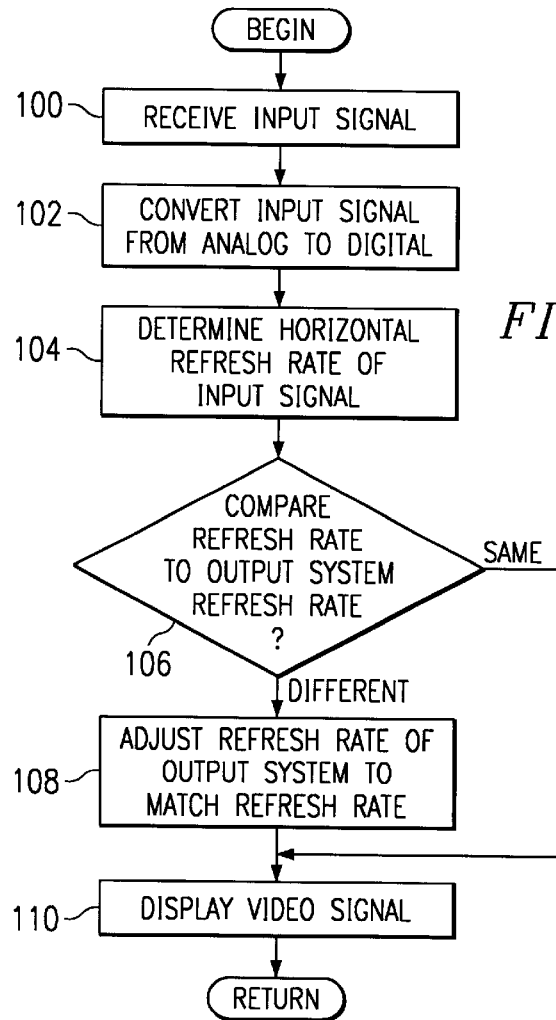 BEGIN
100
RECEIVE INPUT SIGNAL
102
CONVERT INPUT SIGNAL
FROM ANALOG TO DIGITAL
104
DETERMINE HORIZONTAL
REFRESH RATE OF
INPUT SIGNAL
FI
COMPARE
REFRESH RATE
TO OUTPUT SYSTEM
REFRESH RATE
?
SAME
106
DIFFERENT
108
ADJUST REFRESH RATE OF
OUTPUT SYSTEM TO
MATCH REFRESH RATE
110
DISPLAY VIDEO SIGNAL
RETURN